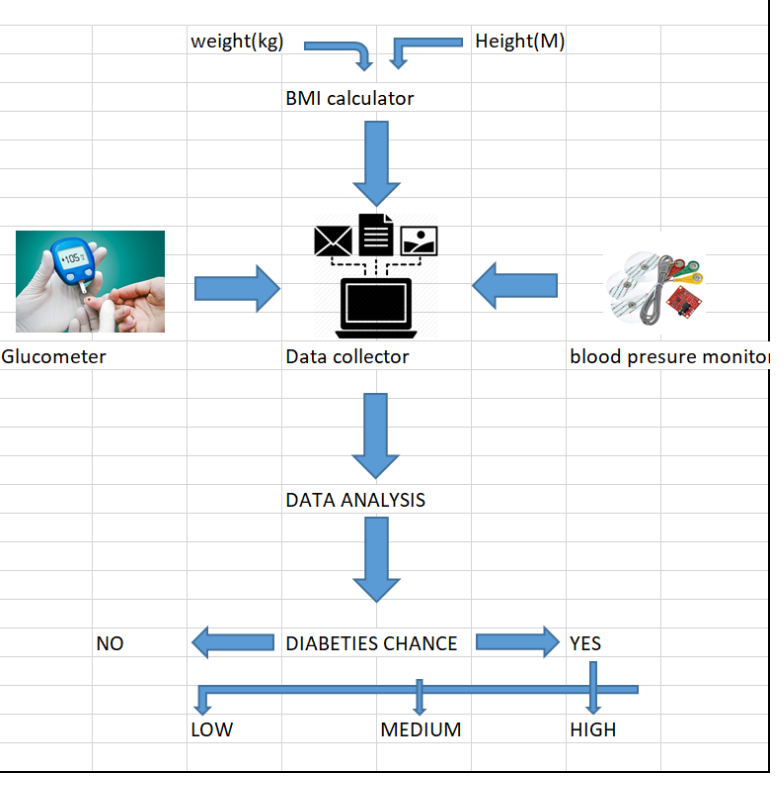 weight(kg)
Height(M)
BMI calculator
105
Glucometer
Data collector
blood presure monitor
DATA ANALYSIS
NO
DIABETIES CHANCE
YES
LOW
MEDIUM
HIGH